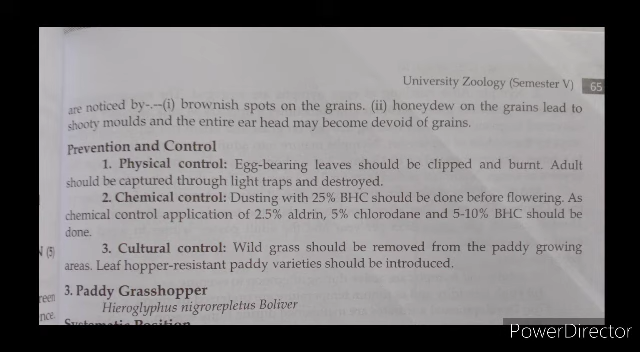 University Zoology (Semester V) 65
are noticed by-.–(i) brownish spots on the grains. (ii) honeydew on the grains lead to
shooty moulds and the entire ear head may become devoid of grains.
Prevention and Control
1. Physical control: Egg-bearing leaves should be clipped and burnt. Adult
should be captured through light traps and destroyed.
2. Chemical control: Dusting with 25% BHC should be done before flowering. As
chemical control application of 2.5% aldrin, 5% chlorodane and 5-10% BHC should be
done.
3. Cultural control: Wild grass should be removed from the paddy growing
areas. Leaf hopper-resistant paddy varieties should be introduced.
3. Paddy Grasshopper
Hieroglyphus nigrorepletus Boliver
Systematic Position
PowerDirector